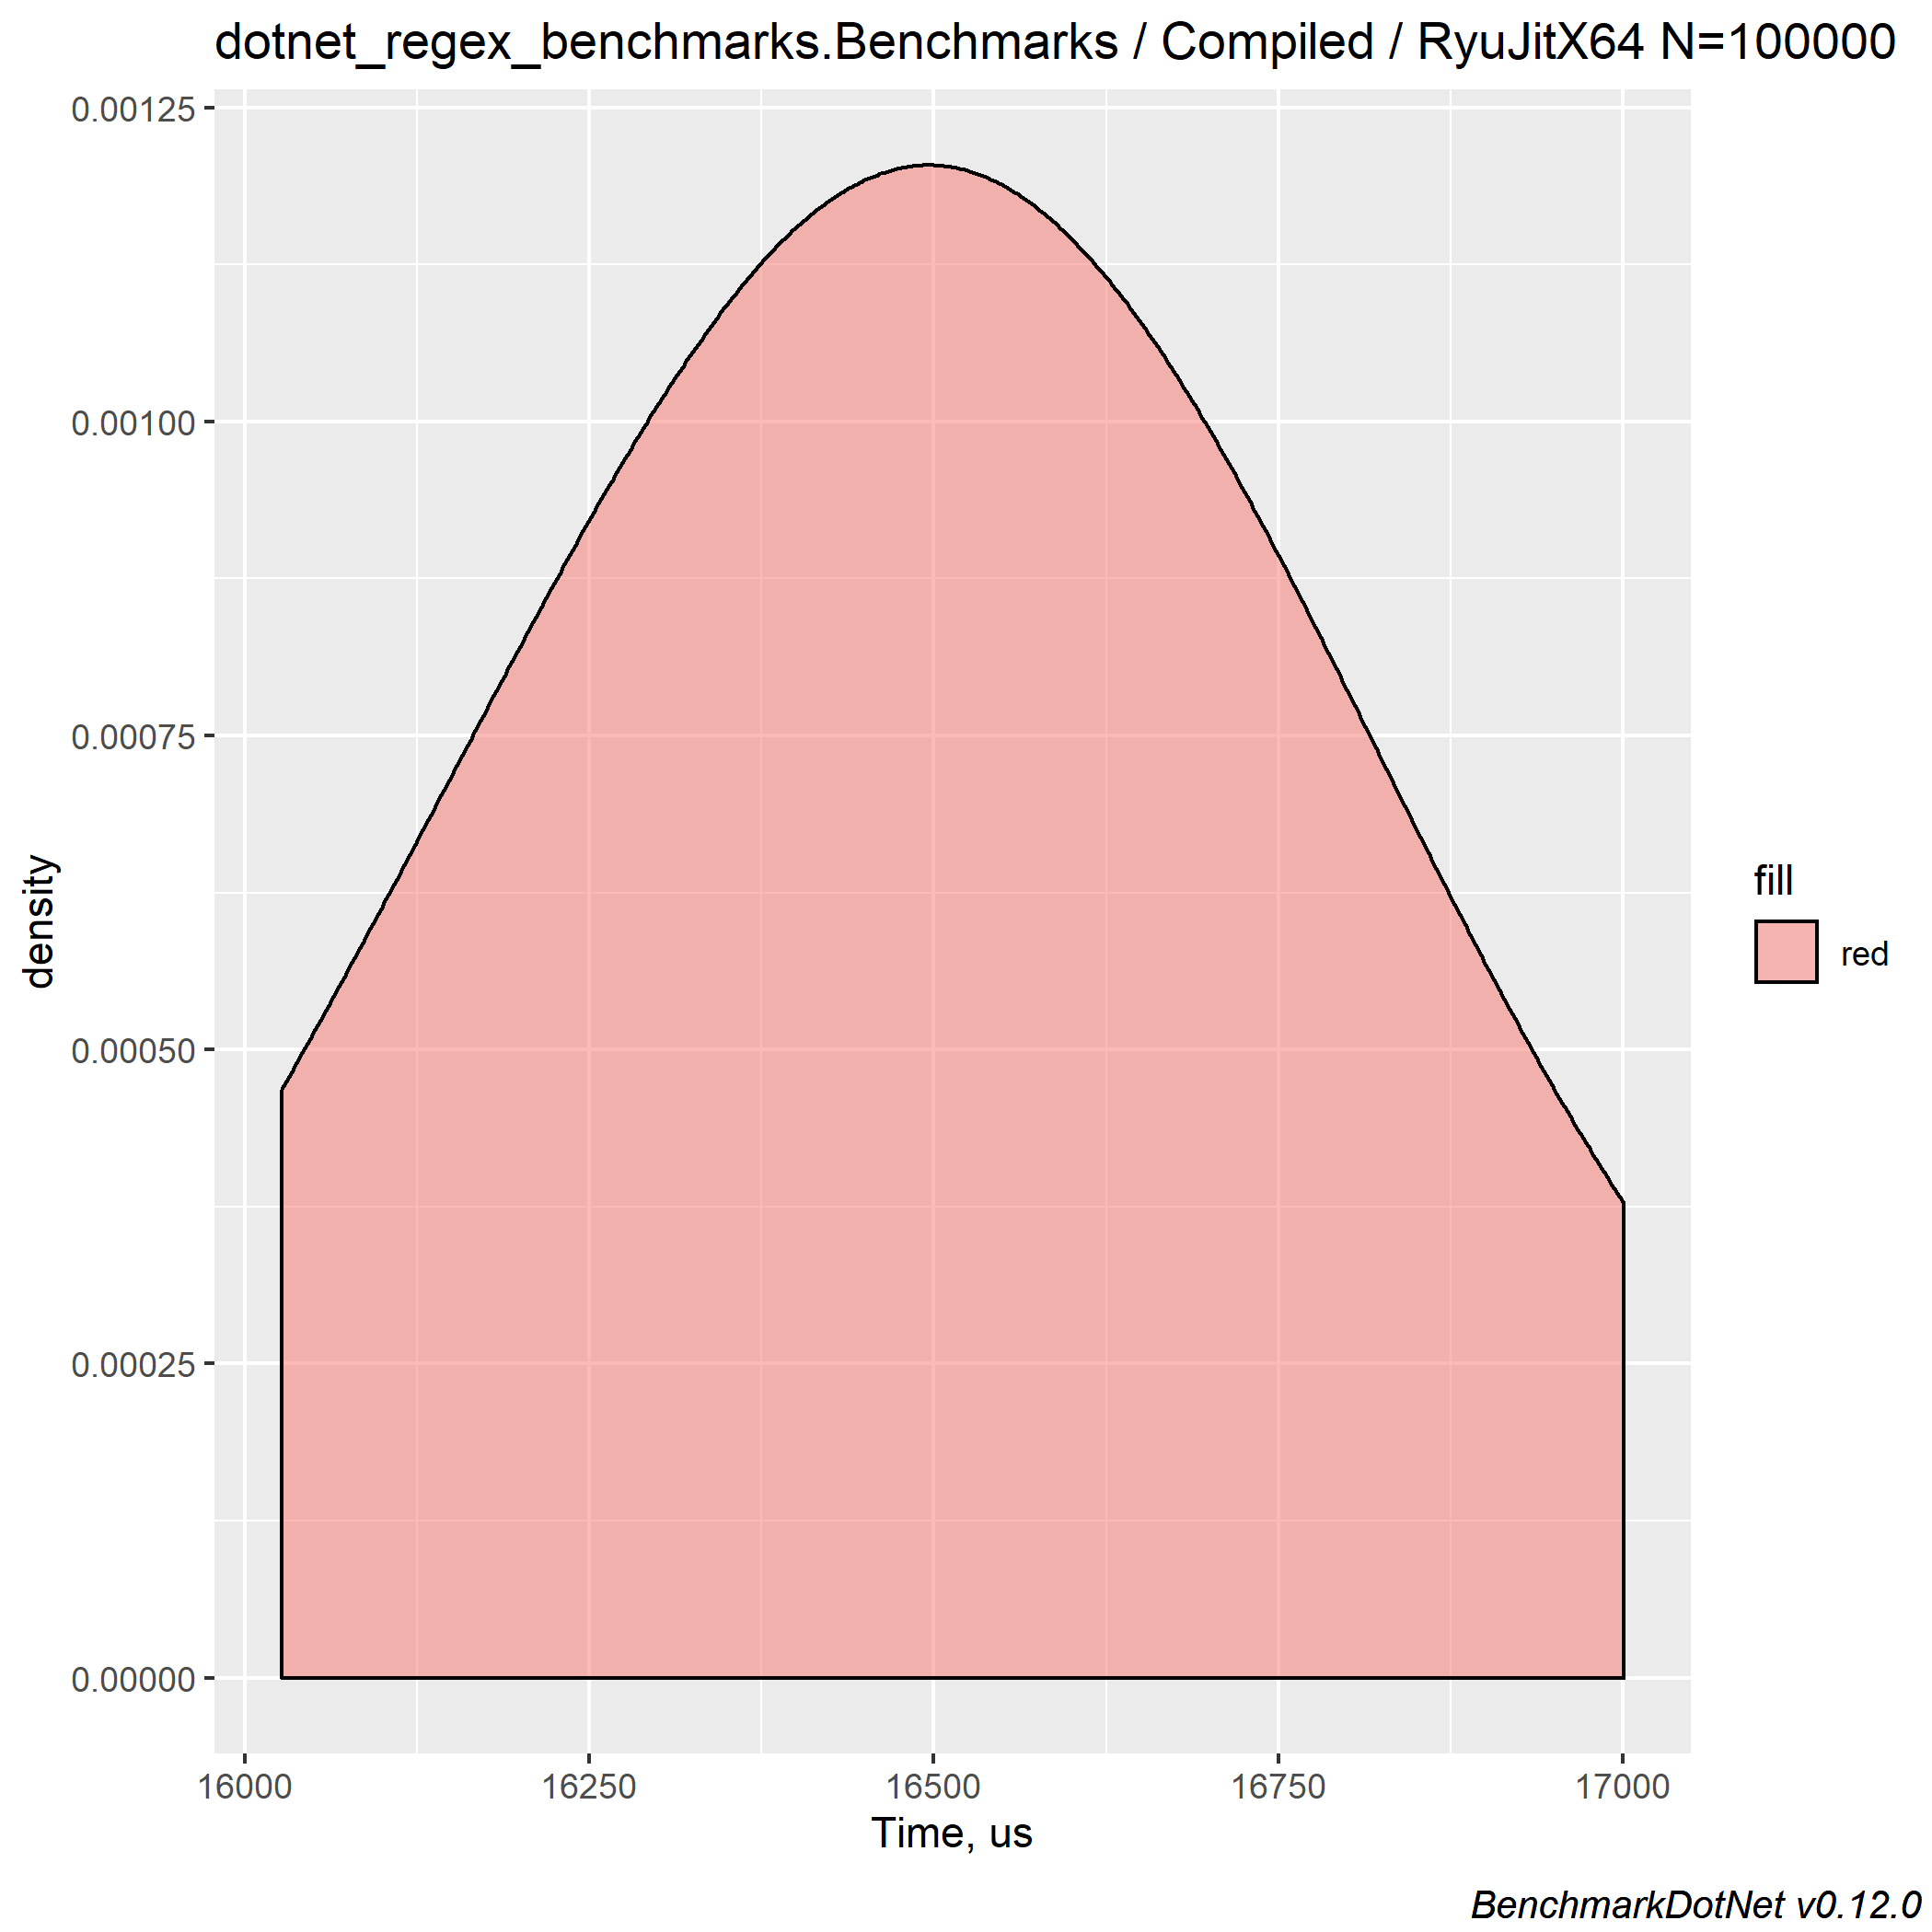 dotnet_regex_benchmarks.Benchmarks / Compiled / RyuJitX64 N=100000
0.00125
0.00100
0.00075
0.00050
0.00025
0.00000
density
16000 16250 16500 16750 17000
Time, us
fill
red
BenchmarkDotNet v0.12.0